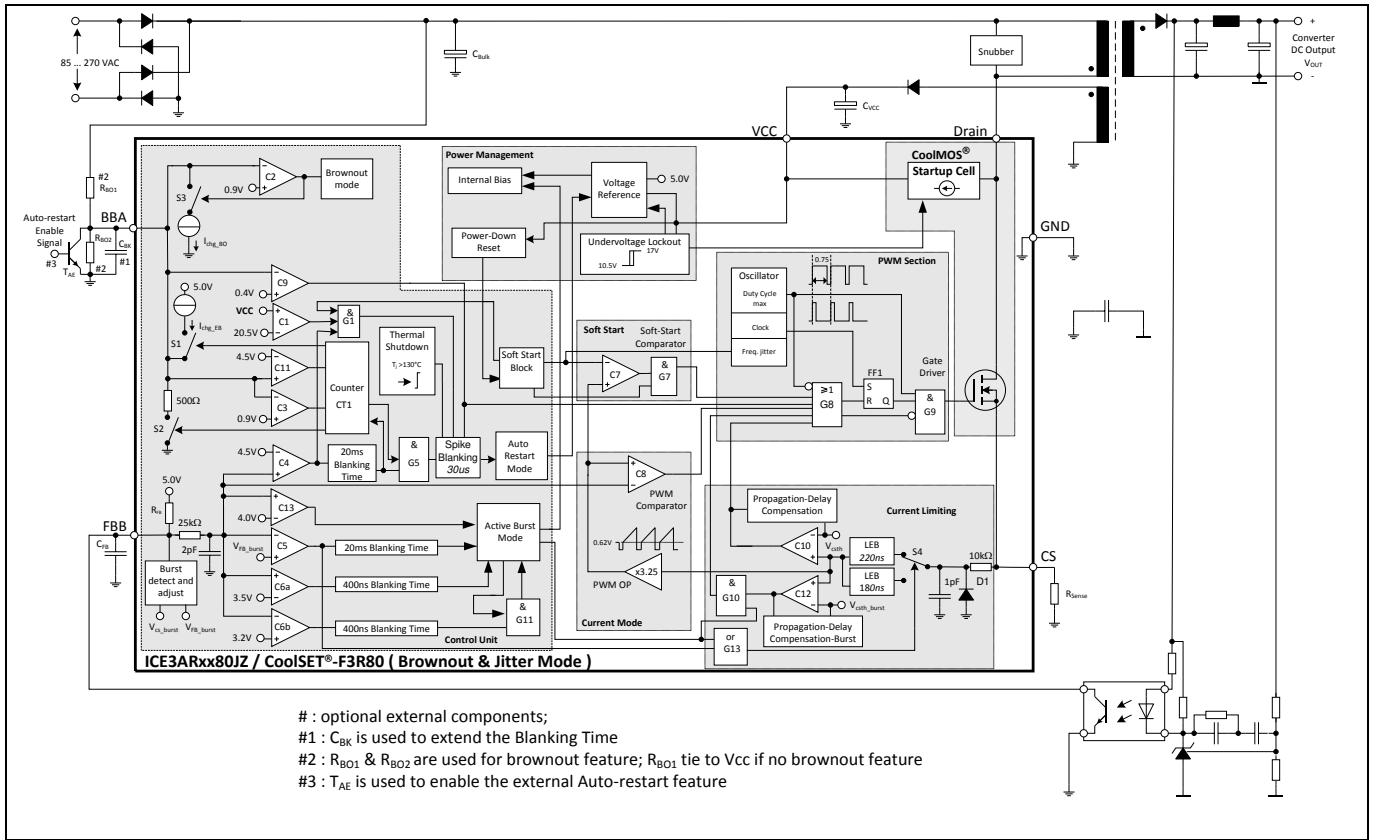 85 ... 270 VAC
C_Bulk
Snubber
+
Converter
DC Output
V_OUT
-
C_VCC
VCC
Drain
#2
R_BO1
Auto-restart
Enable
Signal
#3
T_AE
BBA
R_BO2
#2
C_BK
#1
S3
0.9V
C2
Brownout
mode
I_chg_BO
5.0V
I_chg_EB
S1
500Ω
S2
0.4V
C9
VCC
C1
20.5V
4.5V
C11
C3
0.9V
4.5V
C4
&
G1
Counter
CT1
Thermal
Shutdown
Tj >130°C
20ms
Blanking
Time
&
G5
Spike
Blanking
30us
Auto
Restart
Mode
5.0V
R_FB
FBB
C_FB
25kΩ
2pF
C13
4.0V
V_FB_burst
C5
20ms Blanking Time
C6a
3.5V
400ns Blanking Time
C6b
3.2V
400ns Blanking Time
Burst
detect and
adjust
V_cs_burst
V_FB_burst
Active Burst
Mode
&
G11
Control Unit
Power Management
Internal Bias
Voltage
Reference
5.0V
Power-Down
Reset
Undervoltage Lockout
17V
10.5V
CoolMOS®
Startup Cell
GND
Soft Start
Soft-Start
Comparator
Soft Start
Block
C7
&
G7
PWM Section
Oscillator
Duty Cycle
max
Clock
Freq. jitter
0.75
Gate
Driver
FF1
S
R
Q
≥1
G8
&
G9
C8
PWM
Comparator
0.62V
x3.25
PWM OP
Current Mode
Propagation-Delay
Compensation
Current Limiting
V_csth
C10
LEB
220ns
LEB
180ns
S4
10kΩ
1pF
D1
CS
R_Sense
&
G10
C12
V_csth_burst
Propagation-Delay
Compensation-Burst
or
G13
ICE3ARxx80JZ / CoolSET®-F3R80 ( Brownout & Jitter Mode )
# : optional external components;
#1 : C_BK is used to extend the Blanking Time
#2 : R_BO1 & R_BO2 are used for brownout feature; R_BO1 tie to Vcc if no brownout feature
#3 : T_AE is used to enable the external Auto-restart feature